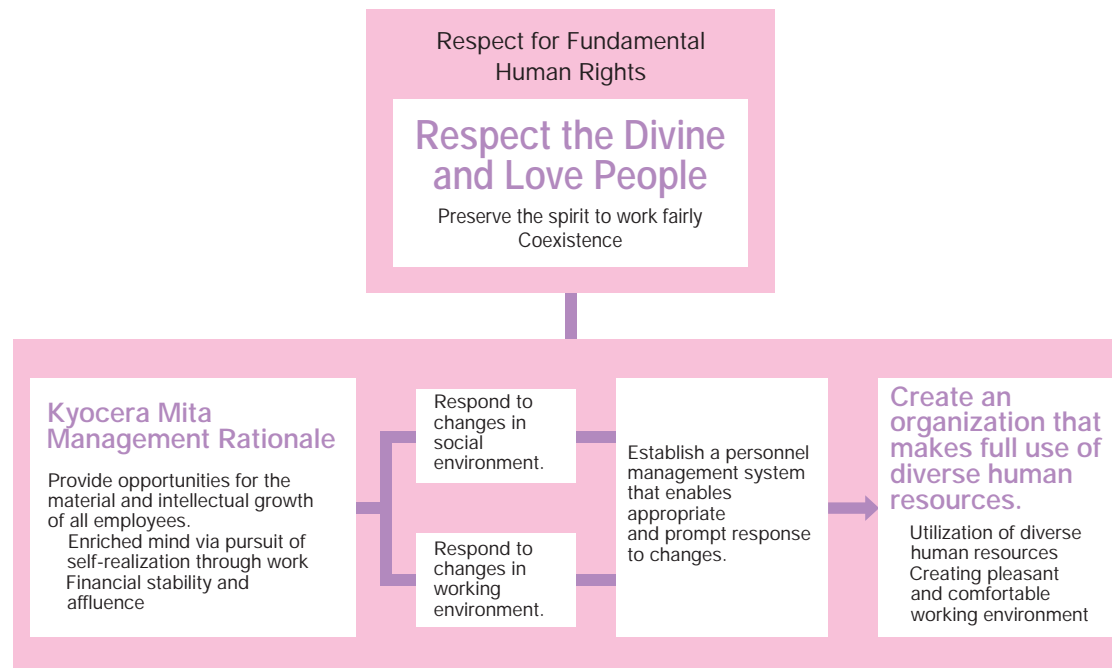 Respect for Fundamental
Human Rights
Respect the Divine
and Love People
Preserve the spirit to work fairly
Coexistence
Kyocera Mita
Management Rationale
Provide opportunities for the
material and intellectual growth
of all employees.
Enriched mind via pursuit of
self-realization through work
Financial stability and
affluence
Respond to
changes in
social
environment.
Respond to
changes in
working
environment.
Establish a personnel
management system
that enables
appropriate
and prompt response
to changes.
Create an
organization that
makes full use of
diverse human
resources.
Utilization of diverse
human resources
Creating pleasant
and comfortable
working environment